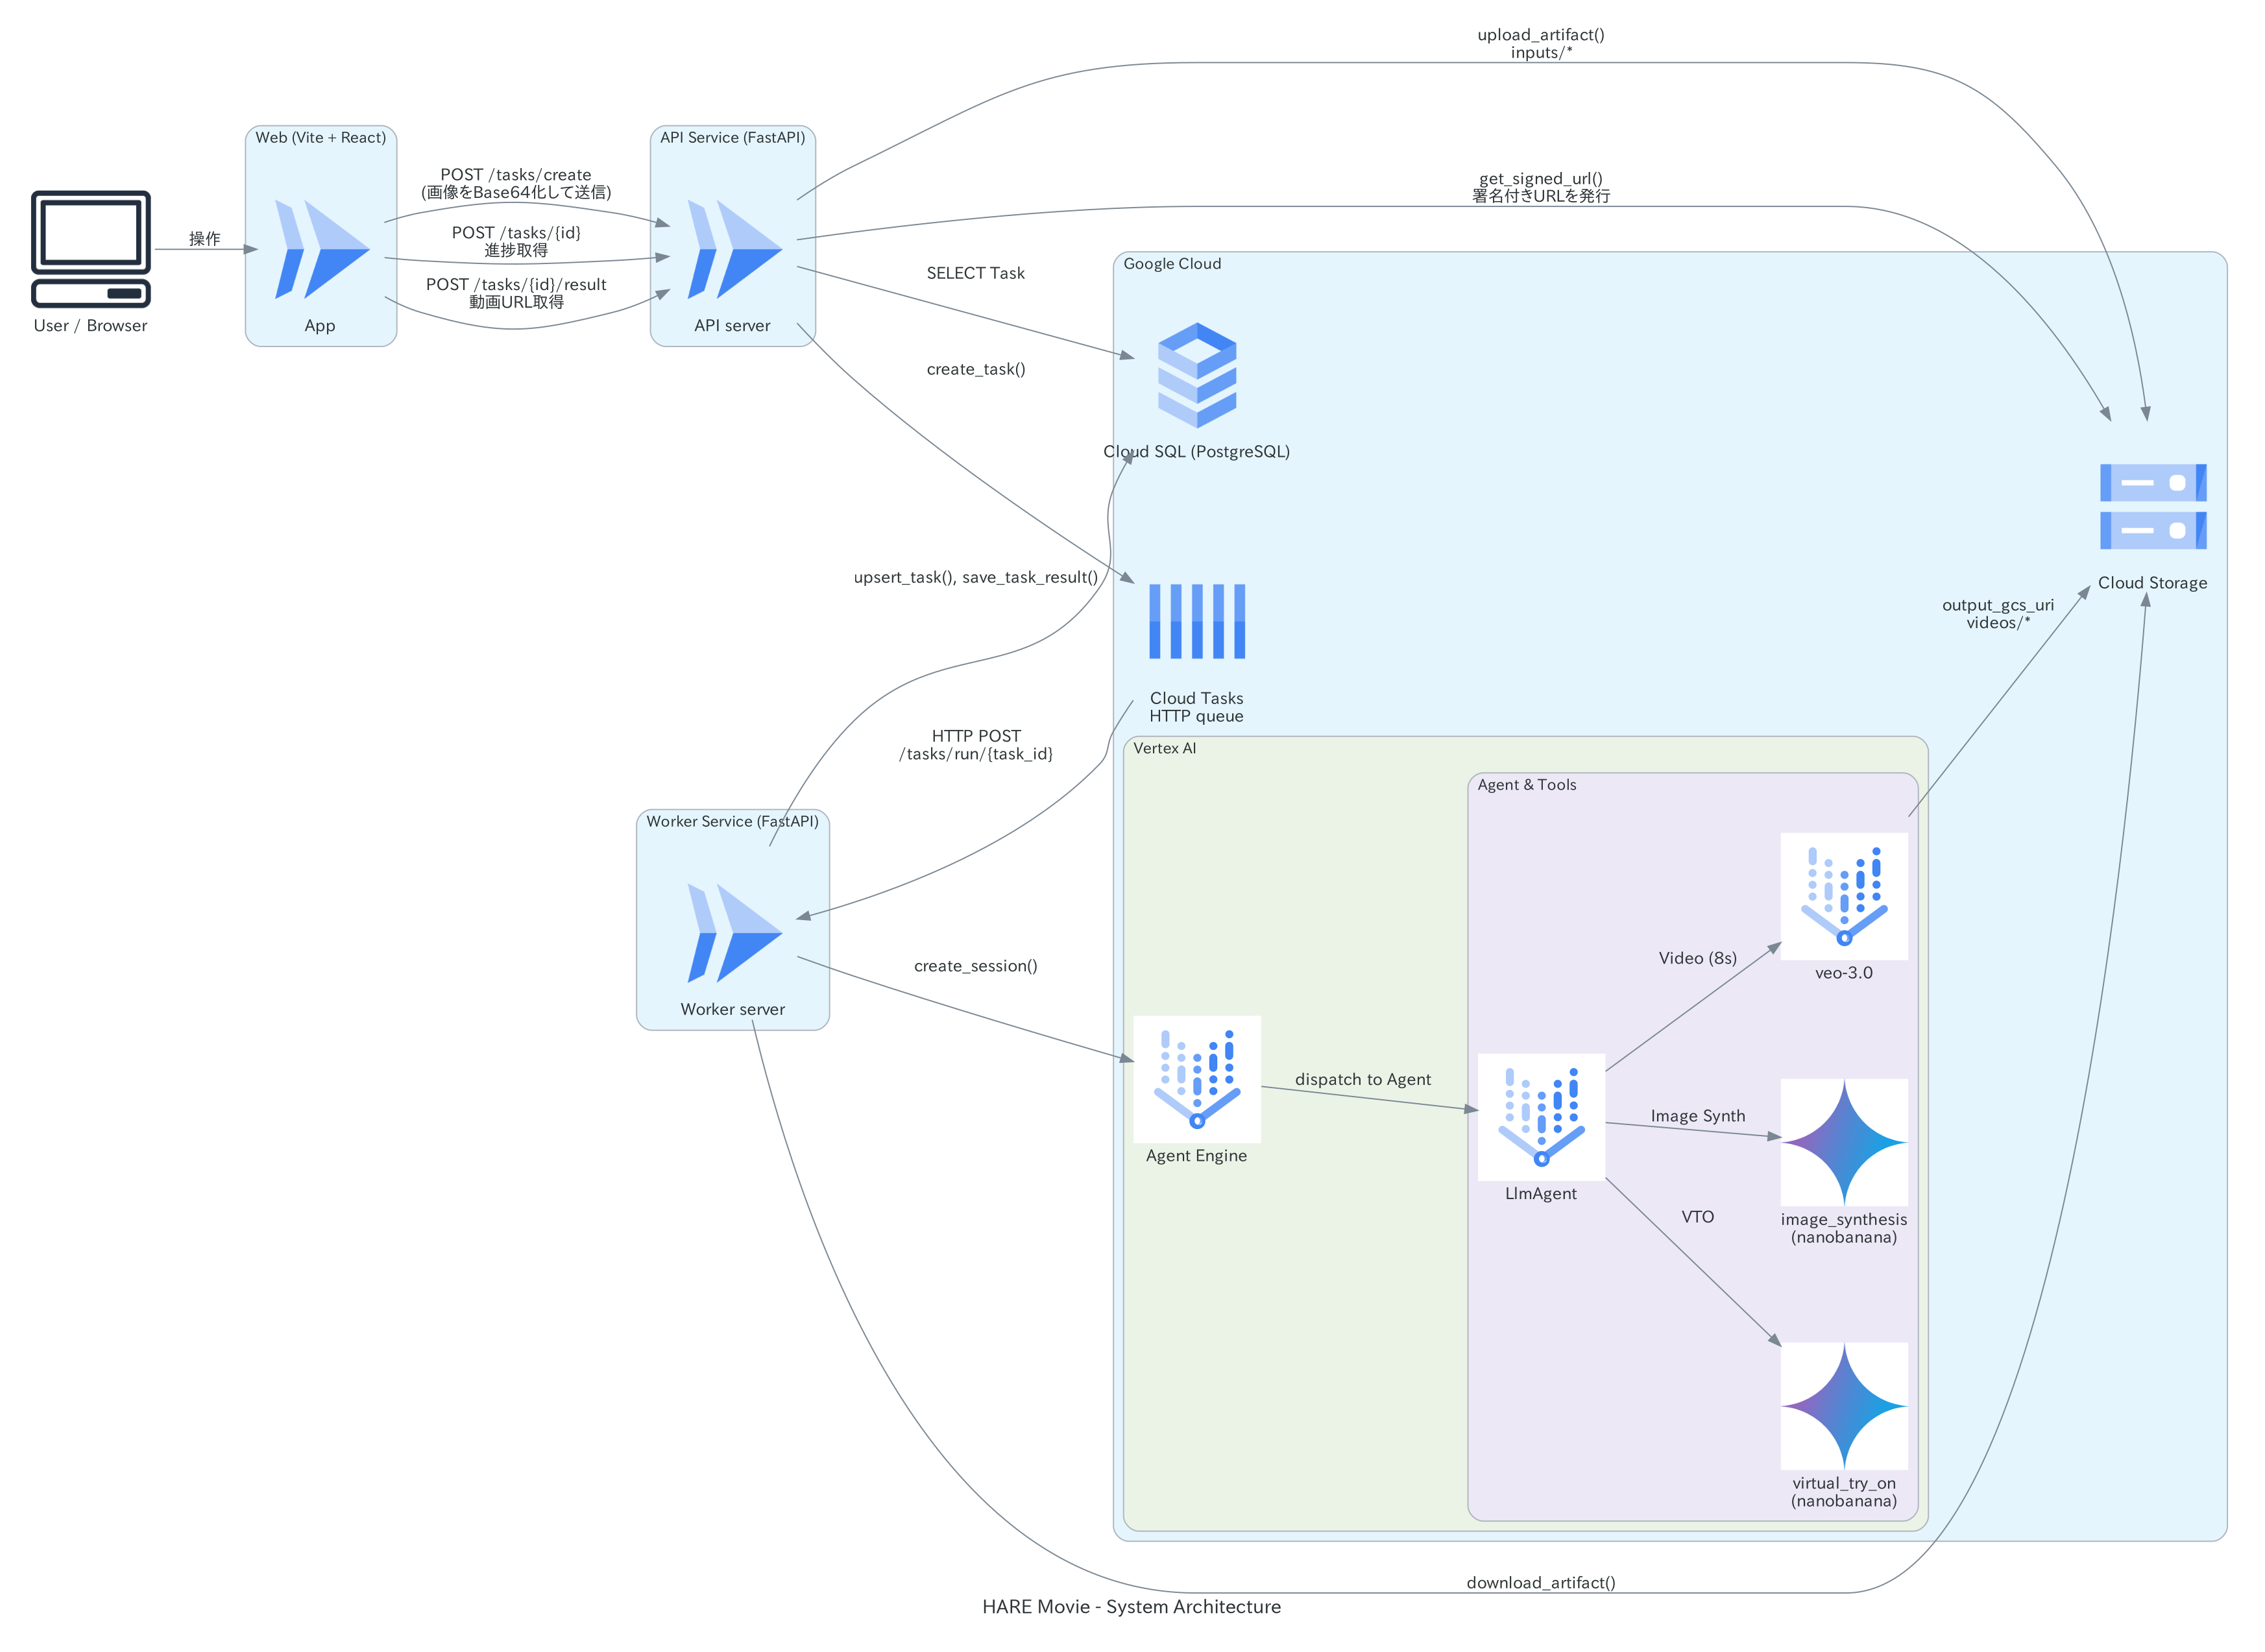 upload_artifact()
inputs/*
Web (Vite + React)
API Service (FastAPI)
POST /tasks/create
(画像をBase64化して送信)
get_signed_url()
署名付きURLを発行
操作
POST /tasks/{id}
進捗取得
POST /tasks/{id}/result
動画URL取得
User / Browser
App
API server
SELECT Task
Google Cloud
create_task()
Cloud SQL (PostgreSQL)
upsert_task(), save_task_result()
Cloud Storage
output_gcs_uri
videos/*
Cloud Tasks
HTTP queue
HTTP POST
/tasks/run/{task_id}
Vertex AI
Agent & Tools
Worker Service (FastAPI)
Worker server
create_session()
Video (8s)
veo-3.0
Agent Engine
dispatch to Agent
LlmAgent
Image Synth
image_synthesis
(nanobanana)
VTO
virtual_try_on
(nanobanana)
download_artifact()
HARE Movie - System Architecture